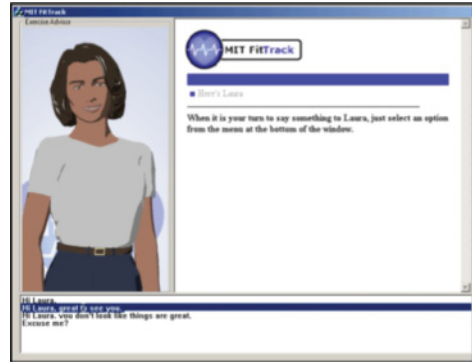 MIT FitTrack
Exercise Advisor
MIT FitTrack
Here's Laura
When it is your turn to say something to Laura, just select an option
from the menu at the bottom of the window.
Hi Laura.
Hi Laura, great to see you.
Hi Laura, you don't look like things are great.
Excuse me?